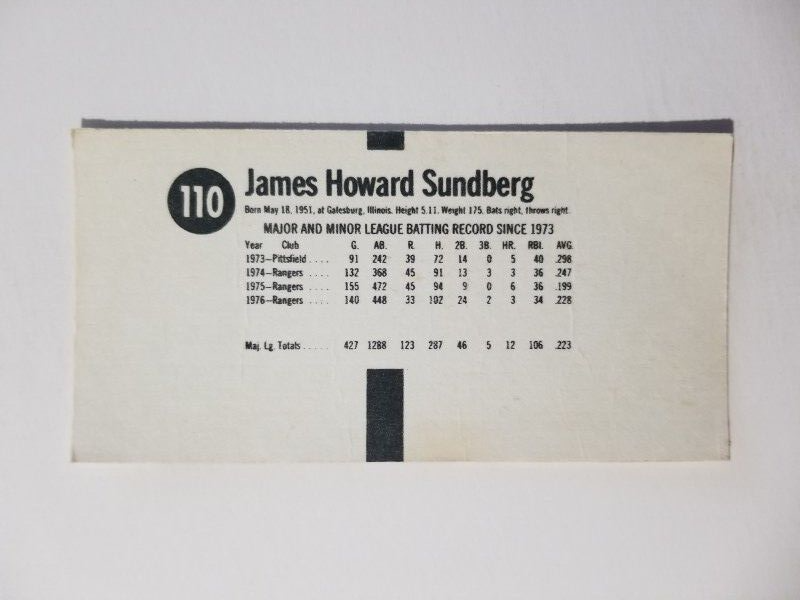 110
James Howard Sundberg
Born May 18, 1951, at Galesburg, Illinois. Height 5.11. Weight 175. Bats right, throws right.
MAJOR AND MINOR LEAGUE BATTING RECORD SINCE 1973
Year Club G. AB. R. H. 2B. 3B. HR. RBI. AVG.
1973—Pittsfield .... 91 242 39 72 14 0 5 40 .298
1974—Rangers .... 132 368 45 91 13 3 3 36 .247
1975—Rangers .... 155 472 45 94 9 0 6 36 .199
1976—Rangers .... 140 448 33 102 24 2 3 34 .228
Maj. Lg. Totals ..... 427 1288 123 287 46 5 12 106 .223